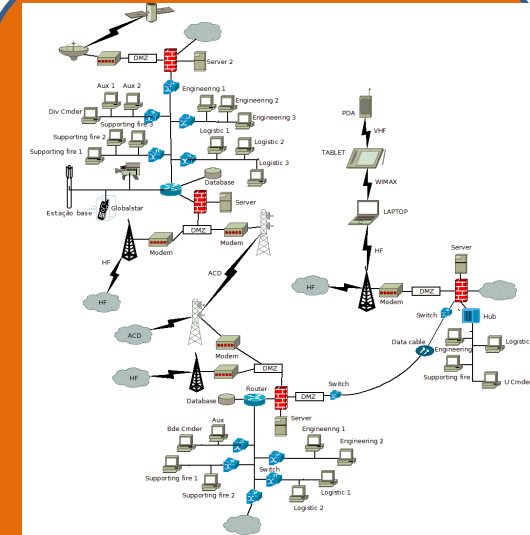 DMZ
Server 2
Aux 1
Aux 2
Engineering 1
Engineering 2
Div Cmder
Engineering 3
Supporting fire 3
Supporting fire 2
Logistic 1
Logistic 2
Supporting fire 1
Logistic 3
Database
Estação base
Globalstar
Server
DMZ
Modem
Modem
HF
HF
ACD
PDA
VHF
TABLET
WIMAX
LAPTOP
HF
Server
HF
DMZ
Modem
Switch
Hub
Data cable
Engineering
Logistic
Supporting fire
U Cmder
ACD
Modem
HF
DMZ
Router
Database
DMZ
Switch
Server
Aux
Bde Cmder
Engineering 1
Engineering 2
Supporting fire 1
Switch
Supporting fire 2
Logistic 1
Logistic 2